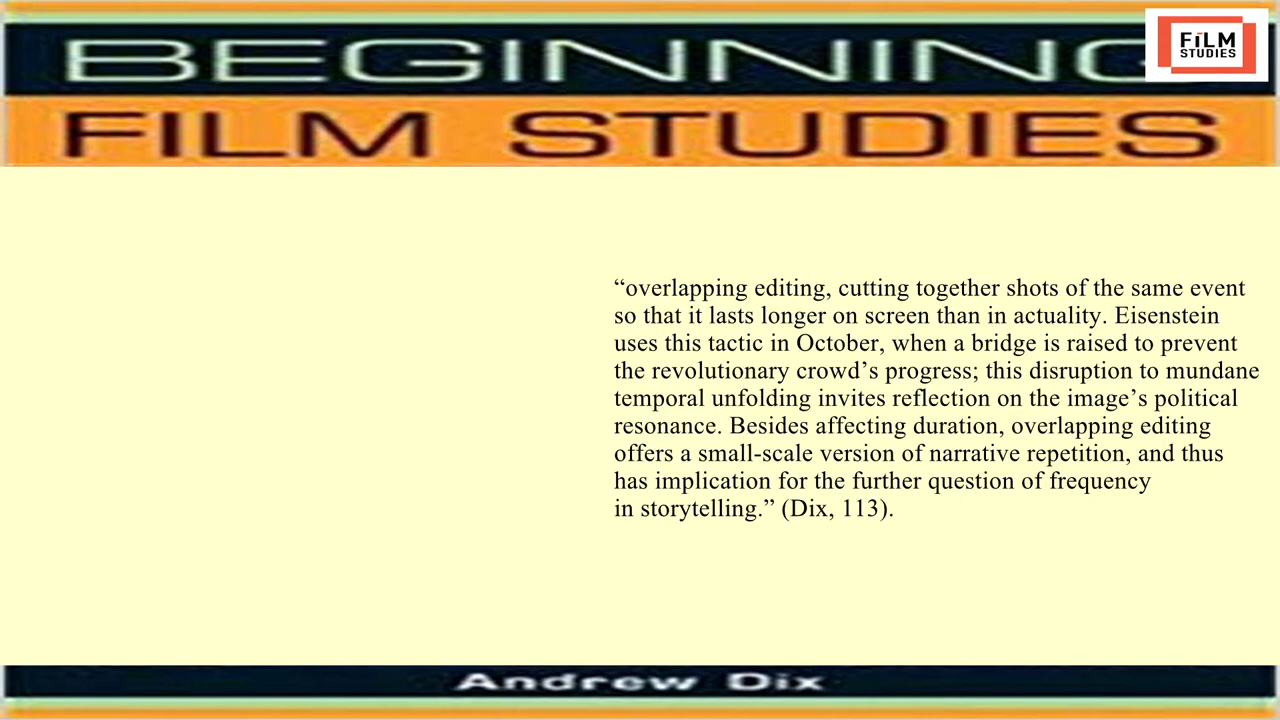 BEGINNING
FiLM
STUDIES
FILM STUDIES
“overlapping editing, cutting together shots of the same event
so that it lasts longer on screen than in actuality. Eisenstein
uses this tactic in October, when a bridge is raised to prevent
the revolutionary crowd’s progress; this disruption to mundane
temporal unfolding invites reflection on the image’s political
resonance. Besides affecting duration, overlapping editing
offers a small-scale version of narrative repetition, and thus
has implication for the further question of frequency
in storytelling.” (Dix, 113).
Andrew Dix